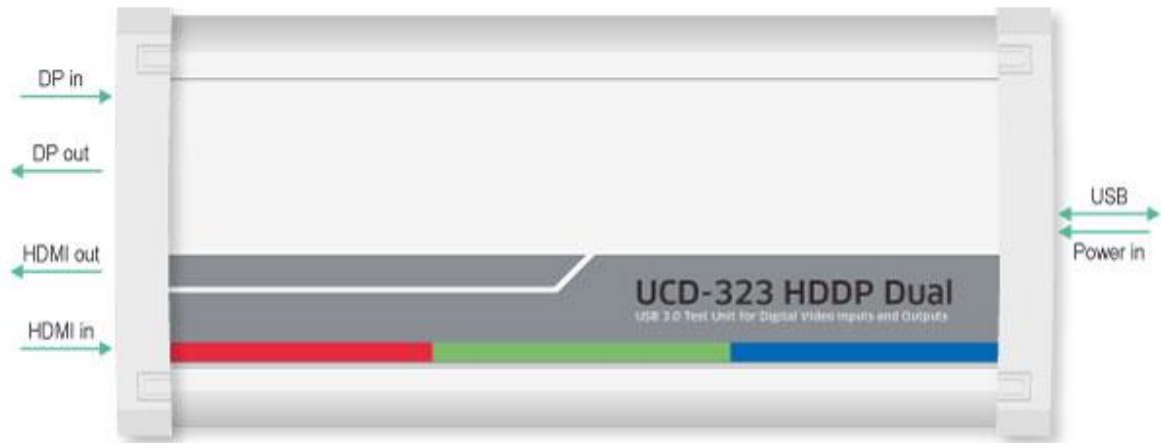 DP in
DP out
HDMI out
HDMI in
UCD-323 HDDP Dual
USB 3.0 Test Unit for Digital Video Inputs and Outputs
USB
Power in